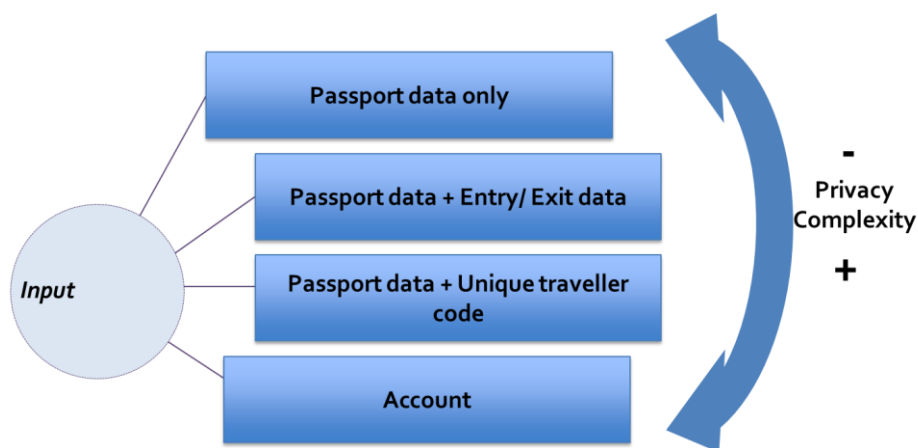 Passport data only
Passport data + Entry/ Exit data
Input
Passport data + Unique traveller
code
Account
-
Privacy
Complexity
+